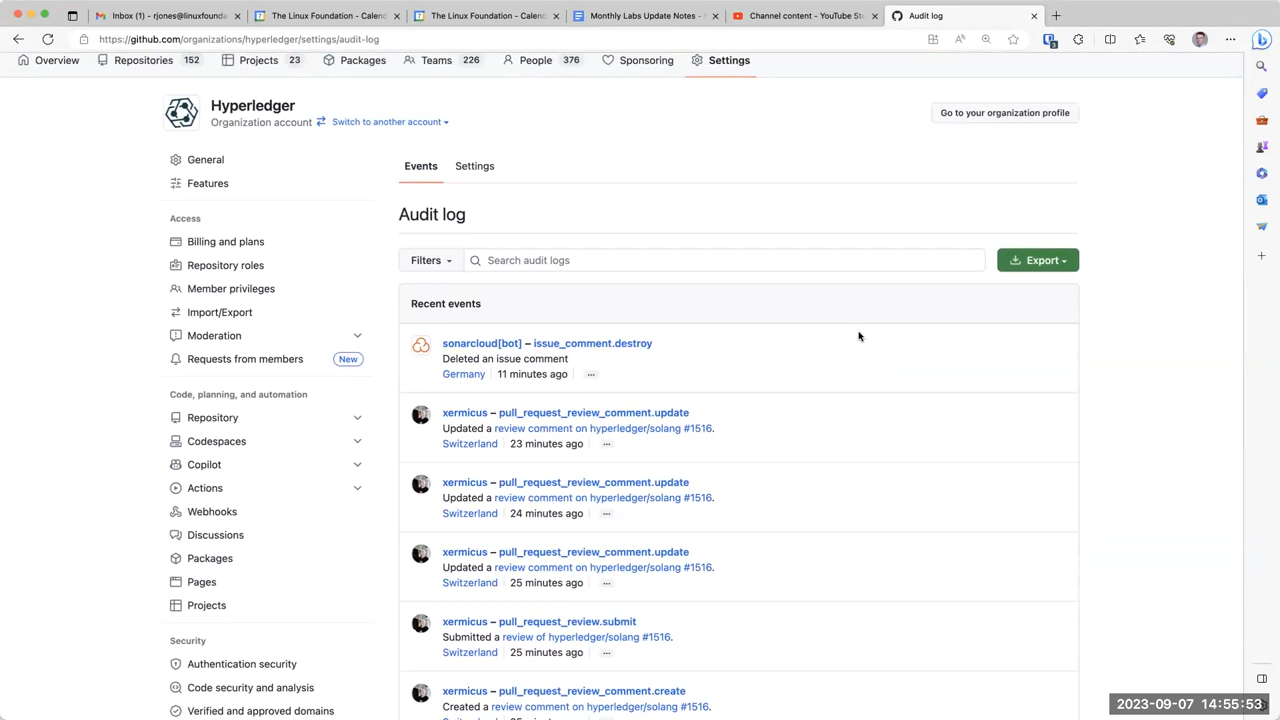 Inbox (1) - rjones@linuxfounda
The Linux Foundation - Calend
The Linux Foundation - Calend
Monthly Labs Update Notes -
Channel content - YouTube St
Audit log
https://github.com/organizations/hyperledger/settings/audit-log
Overview
Repositories 152
Projects 23
Packages
Teams 226
People 376
Sponsoring
Settings
Hyperledger
Organization account
Switch to another account
Go to your organization profile
General
Features
Access
Billing and plans
Repository roles
Member privileges
Import/Export
Moderation
Requests from members New
Code, planning, and automation
Repository
Codespaces
Copilot
Actions
Webhooks
Discussions
Packages
Pages
Projects
Security
Authentication security
Code security and analysis
Verified and approved domains
Events
Settings
Audit log
Filters
Search audit logs
Export
Recent events
sonarcloud[bot] – issue_comment.destroy
Deleted an issue comment
Germany 11 minutes ago ...
xermicus – pull_request_review_comment.update
Updated a review comment on hyperledger/solang #1516.
Switzerland 23 minutes ago ...
xermicus – pull_request_review_comment.update
Updated a review comment on hyperledger/solang #1516.
Switzerland 24 minutes ago ...
xermicus – pull_request_review_comment.update
Updated a review comment on hyperledger/solang #1516.
Switzerland 25 minutes ago ...
xermicus – pull_request_review.submit
Submitted a review of hyperledger/solang #1516.
Switzerland 25 minutes ago ...
xermicus – pull_request_review_comment.create
Created a review comment on hyperledger/solang #1516.
2023-09-07 14:55:53